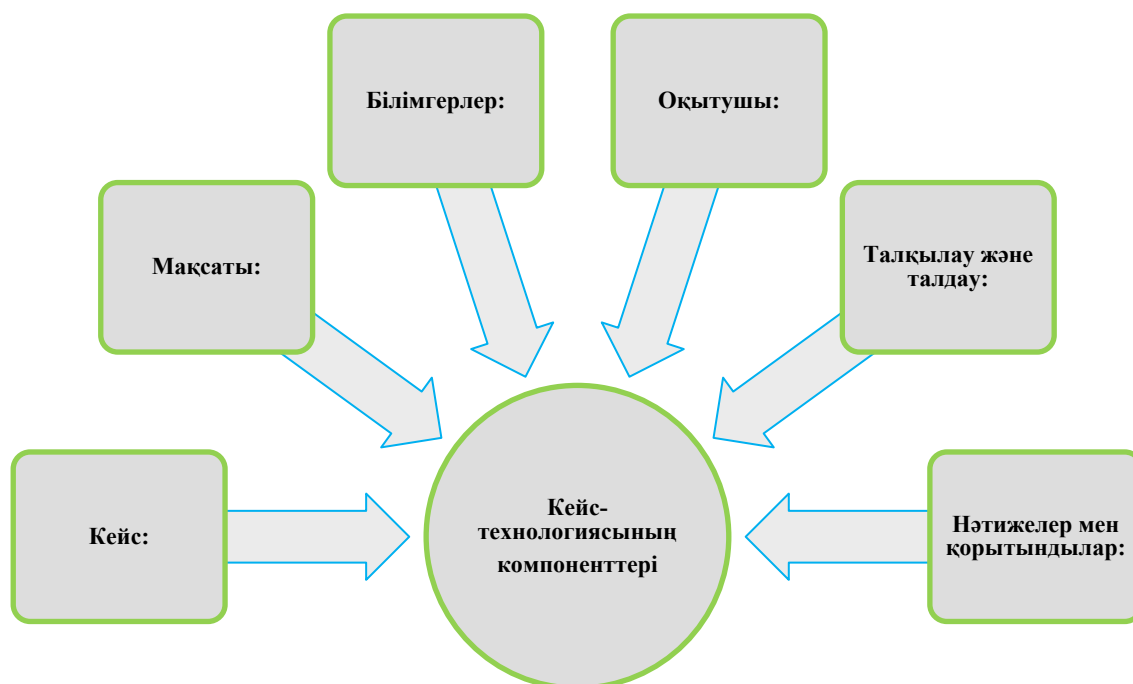 Білімгерлер:
Оқытушы:
Мақсаты:
Талқылау және
талдау:
Кейс:
Кейс-
технологиясының
компоненттері
Нәтижелер мен
қорытындылар: